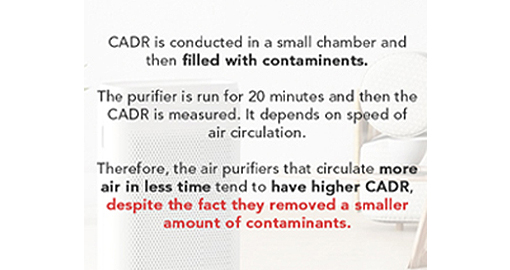 CADR is conducted in a small chamber and
then filled with contaminents.
The purifier is run for 20 minutes and then the
CADR is measured. It depends on speed of
air circulation.
Therefore, the air purifiers that circulate more
air in less time tend to have higher CADR,
despite the fact they removed a smaller
amount of contaminants.